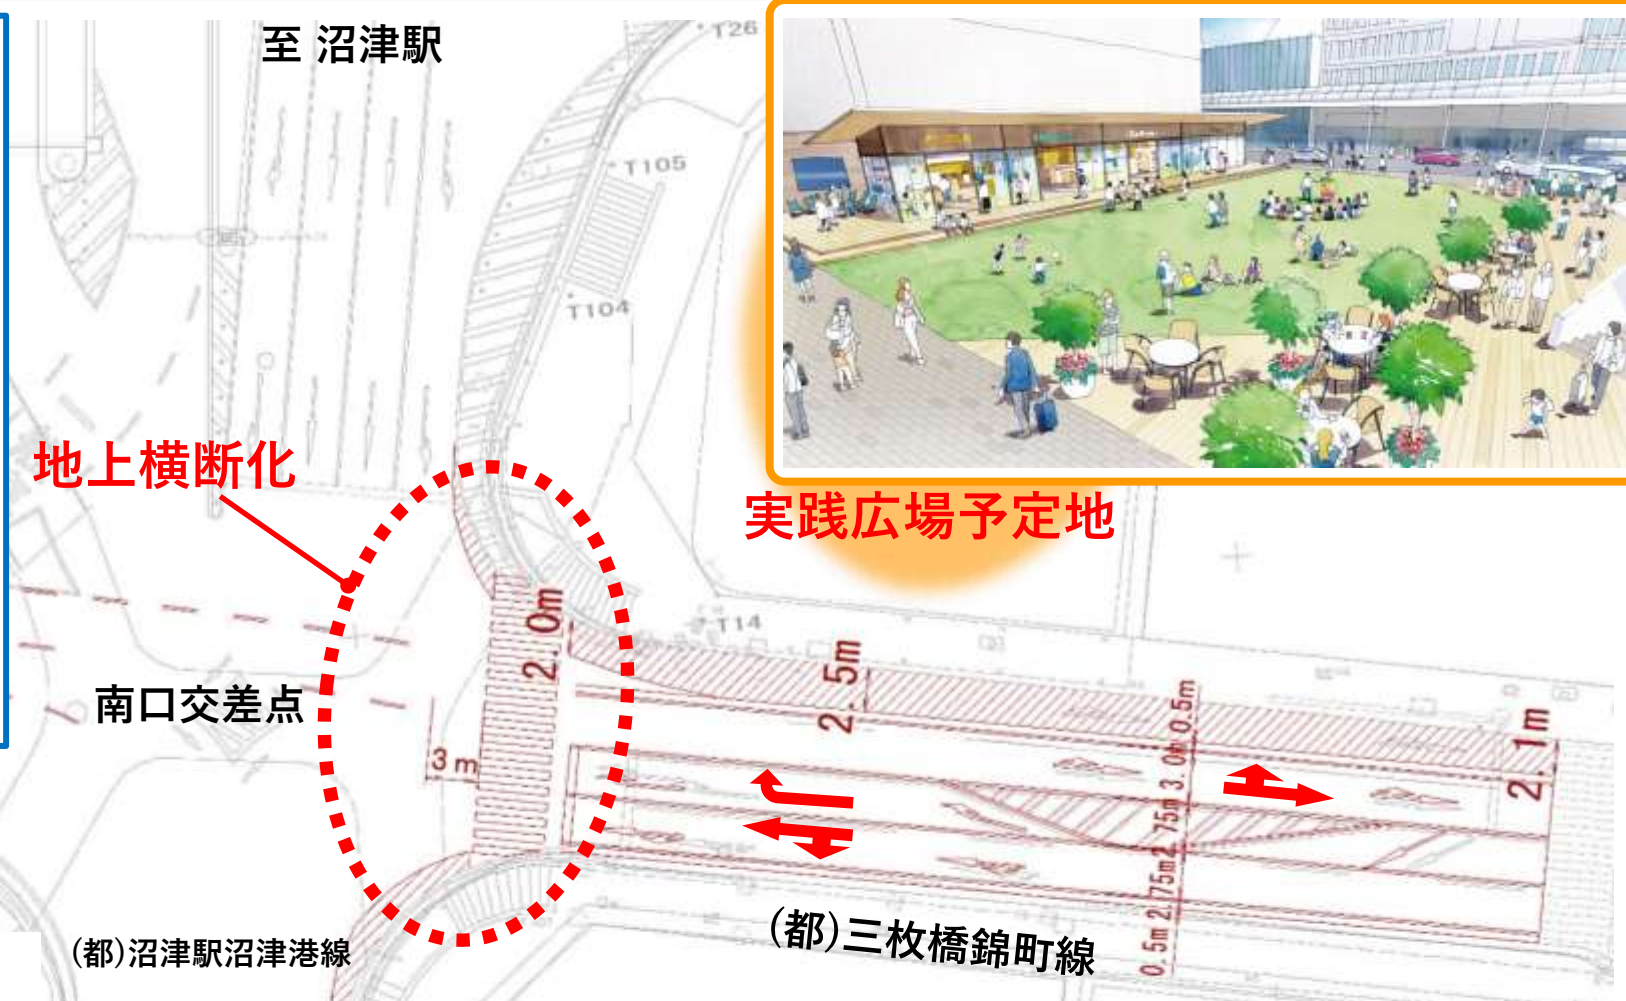 至 沼津駅
T26
T105
T104
地上横断化
実践広場予定地
T14
2.0m
2.5m
0.5m
3.0m
2.75m
2.75m
0.5m
2.1m
3m
南口交差点
(都)三枚橋錦町線
(都)沼津駅沼津港線